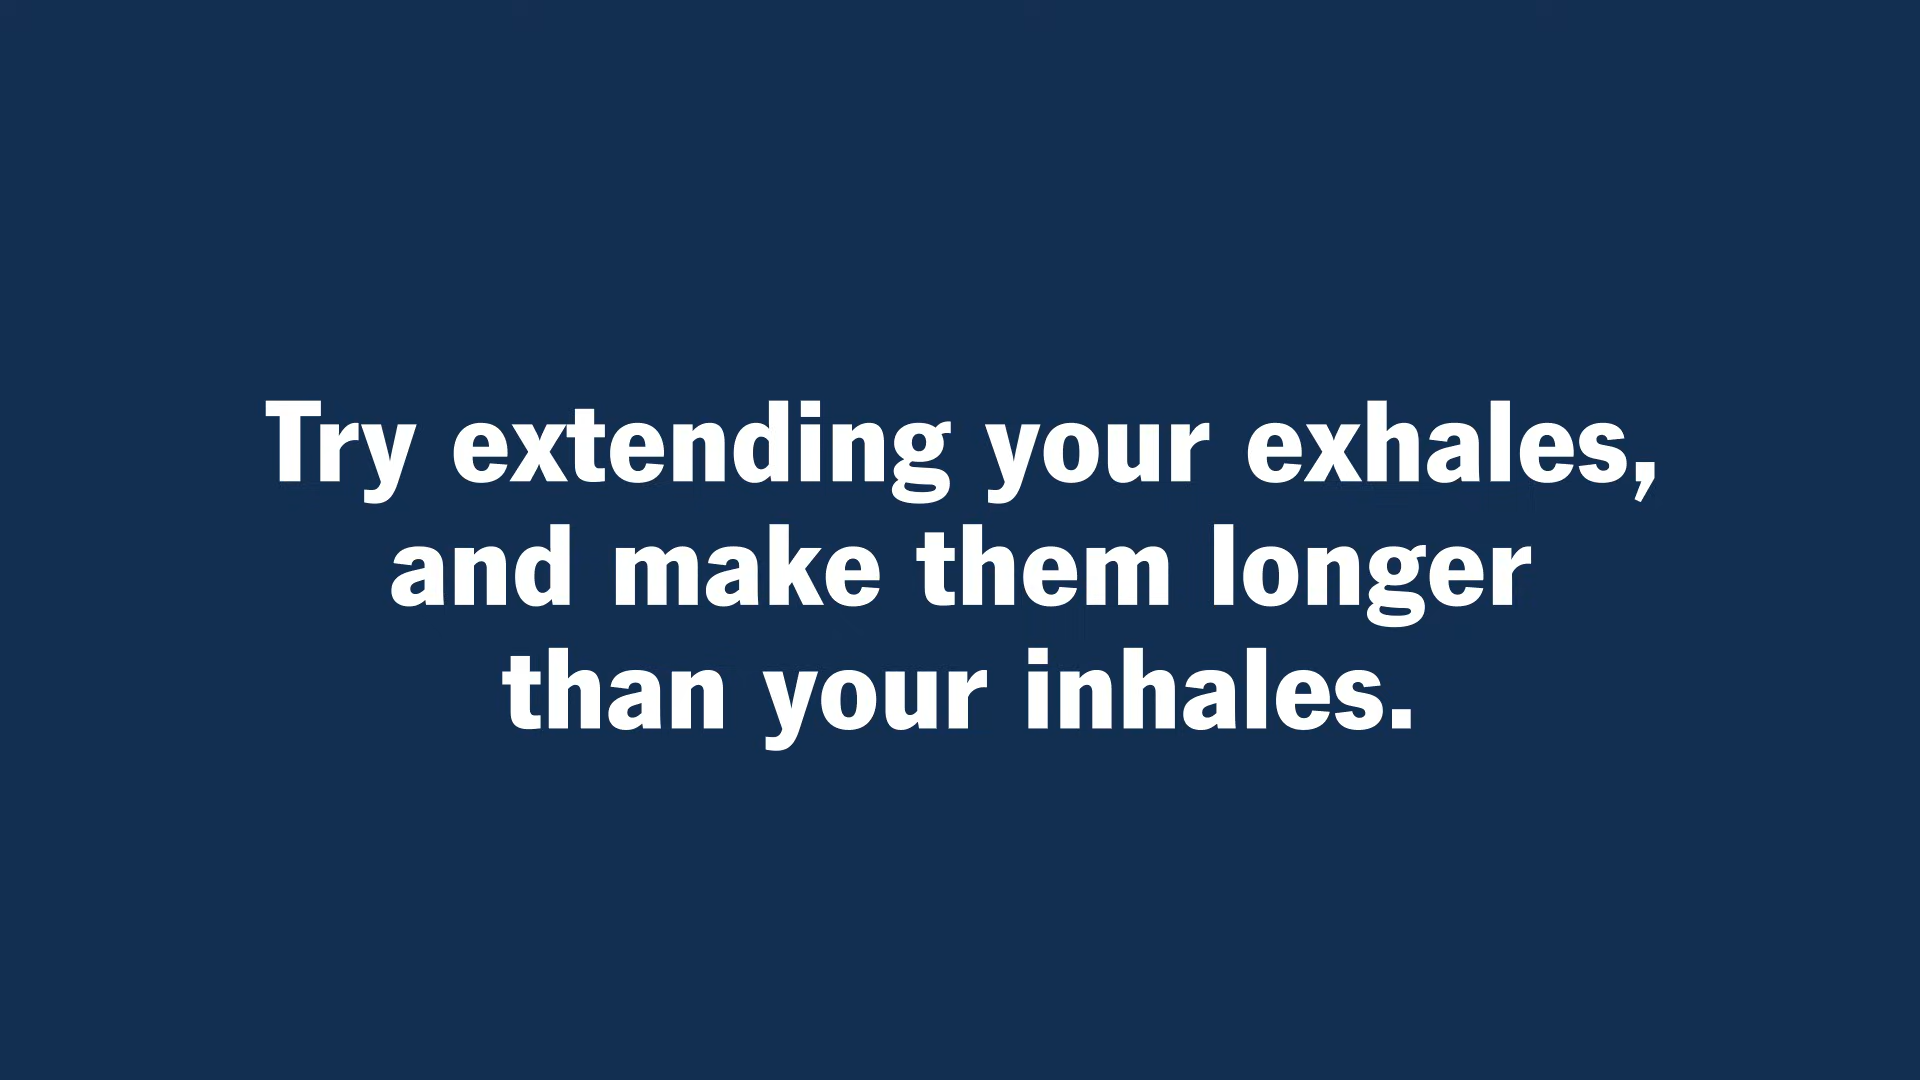 Try extending your exhales,
and make them longer
than your inhales.